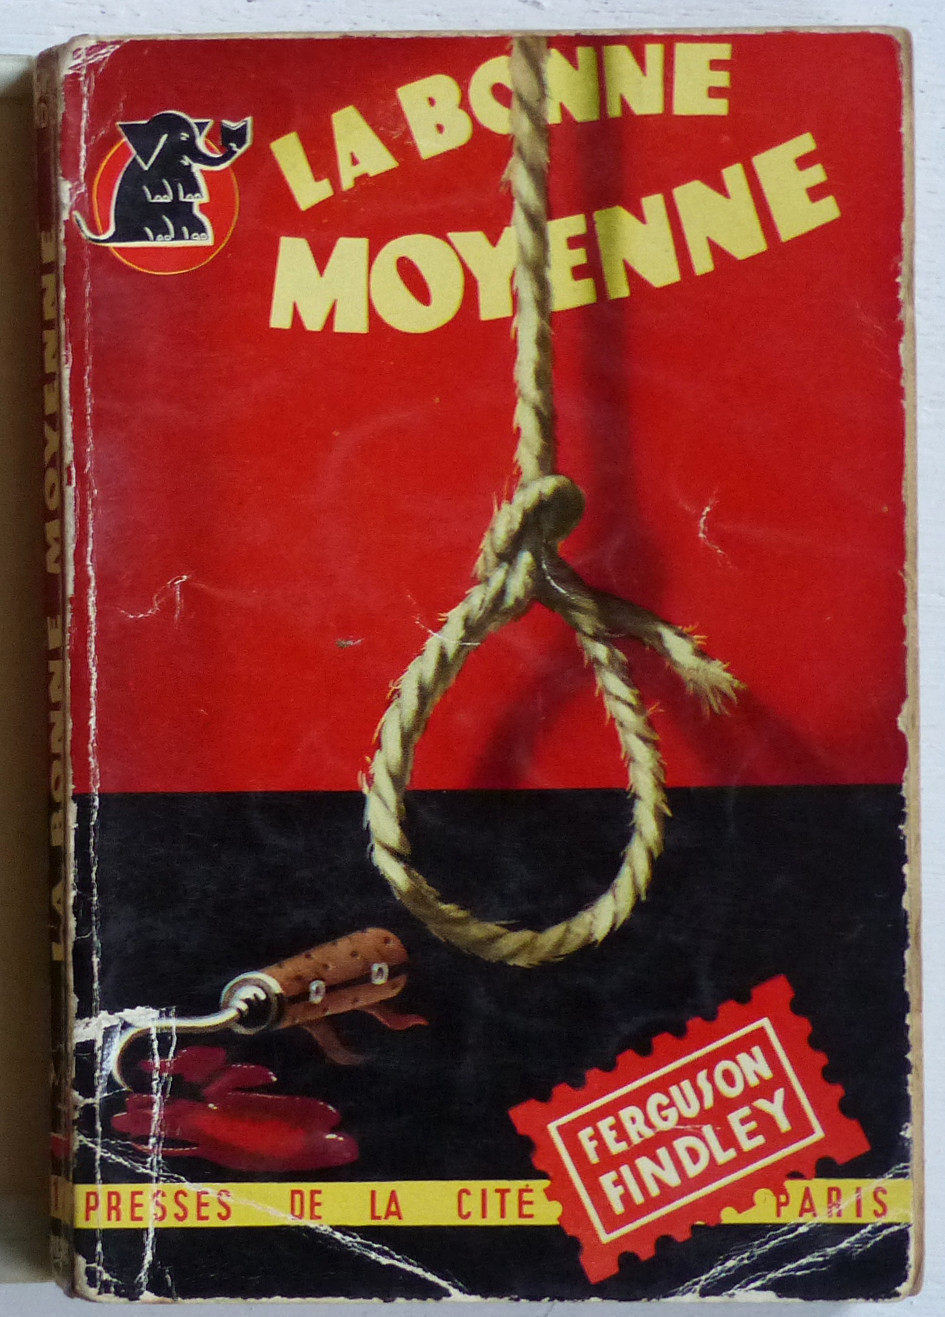 LA BONNE
MOYENNE
LA BONNE MOYENNE
FERGUSON
FINDLEY
PRESSES DE LA CITÉ PARIS